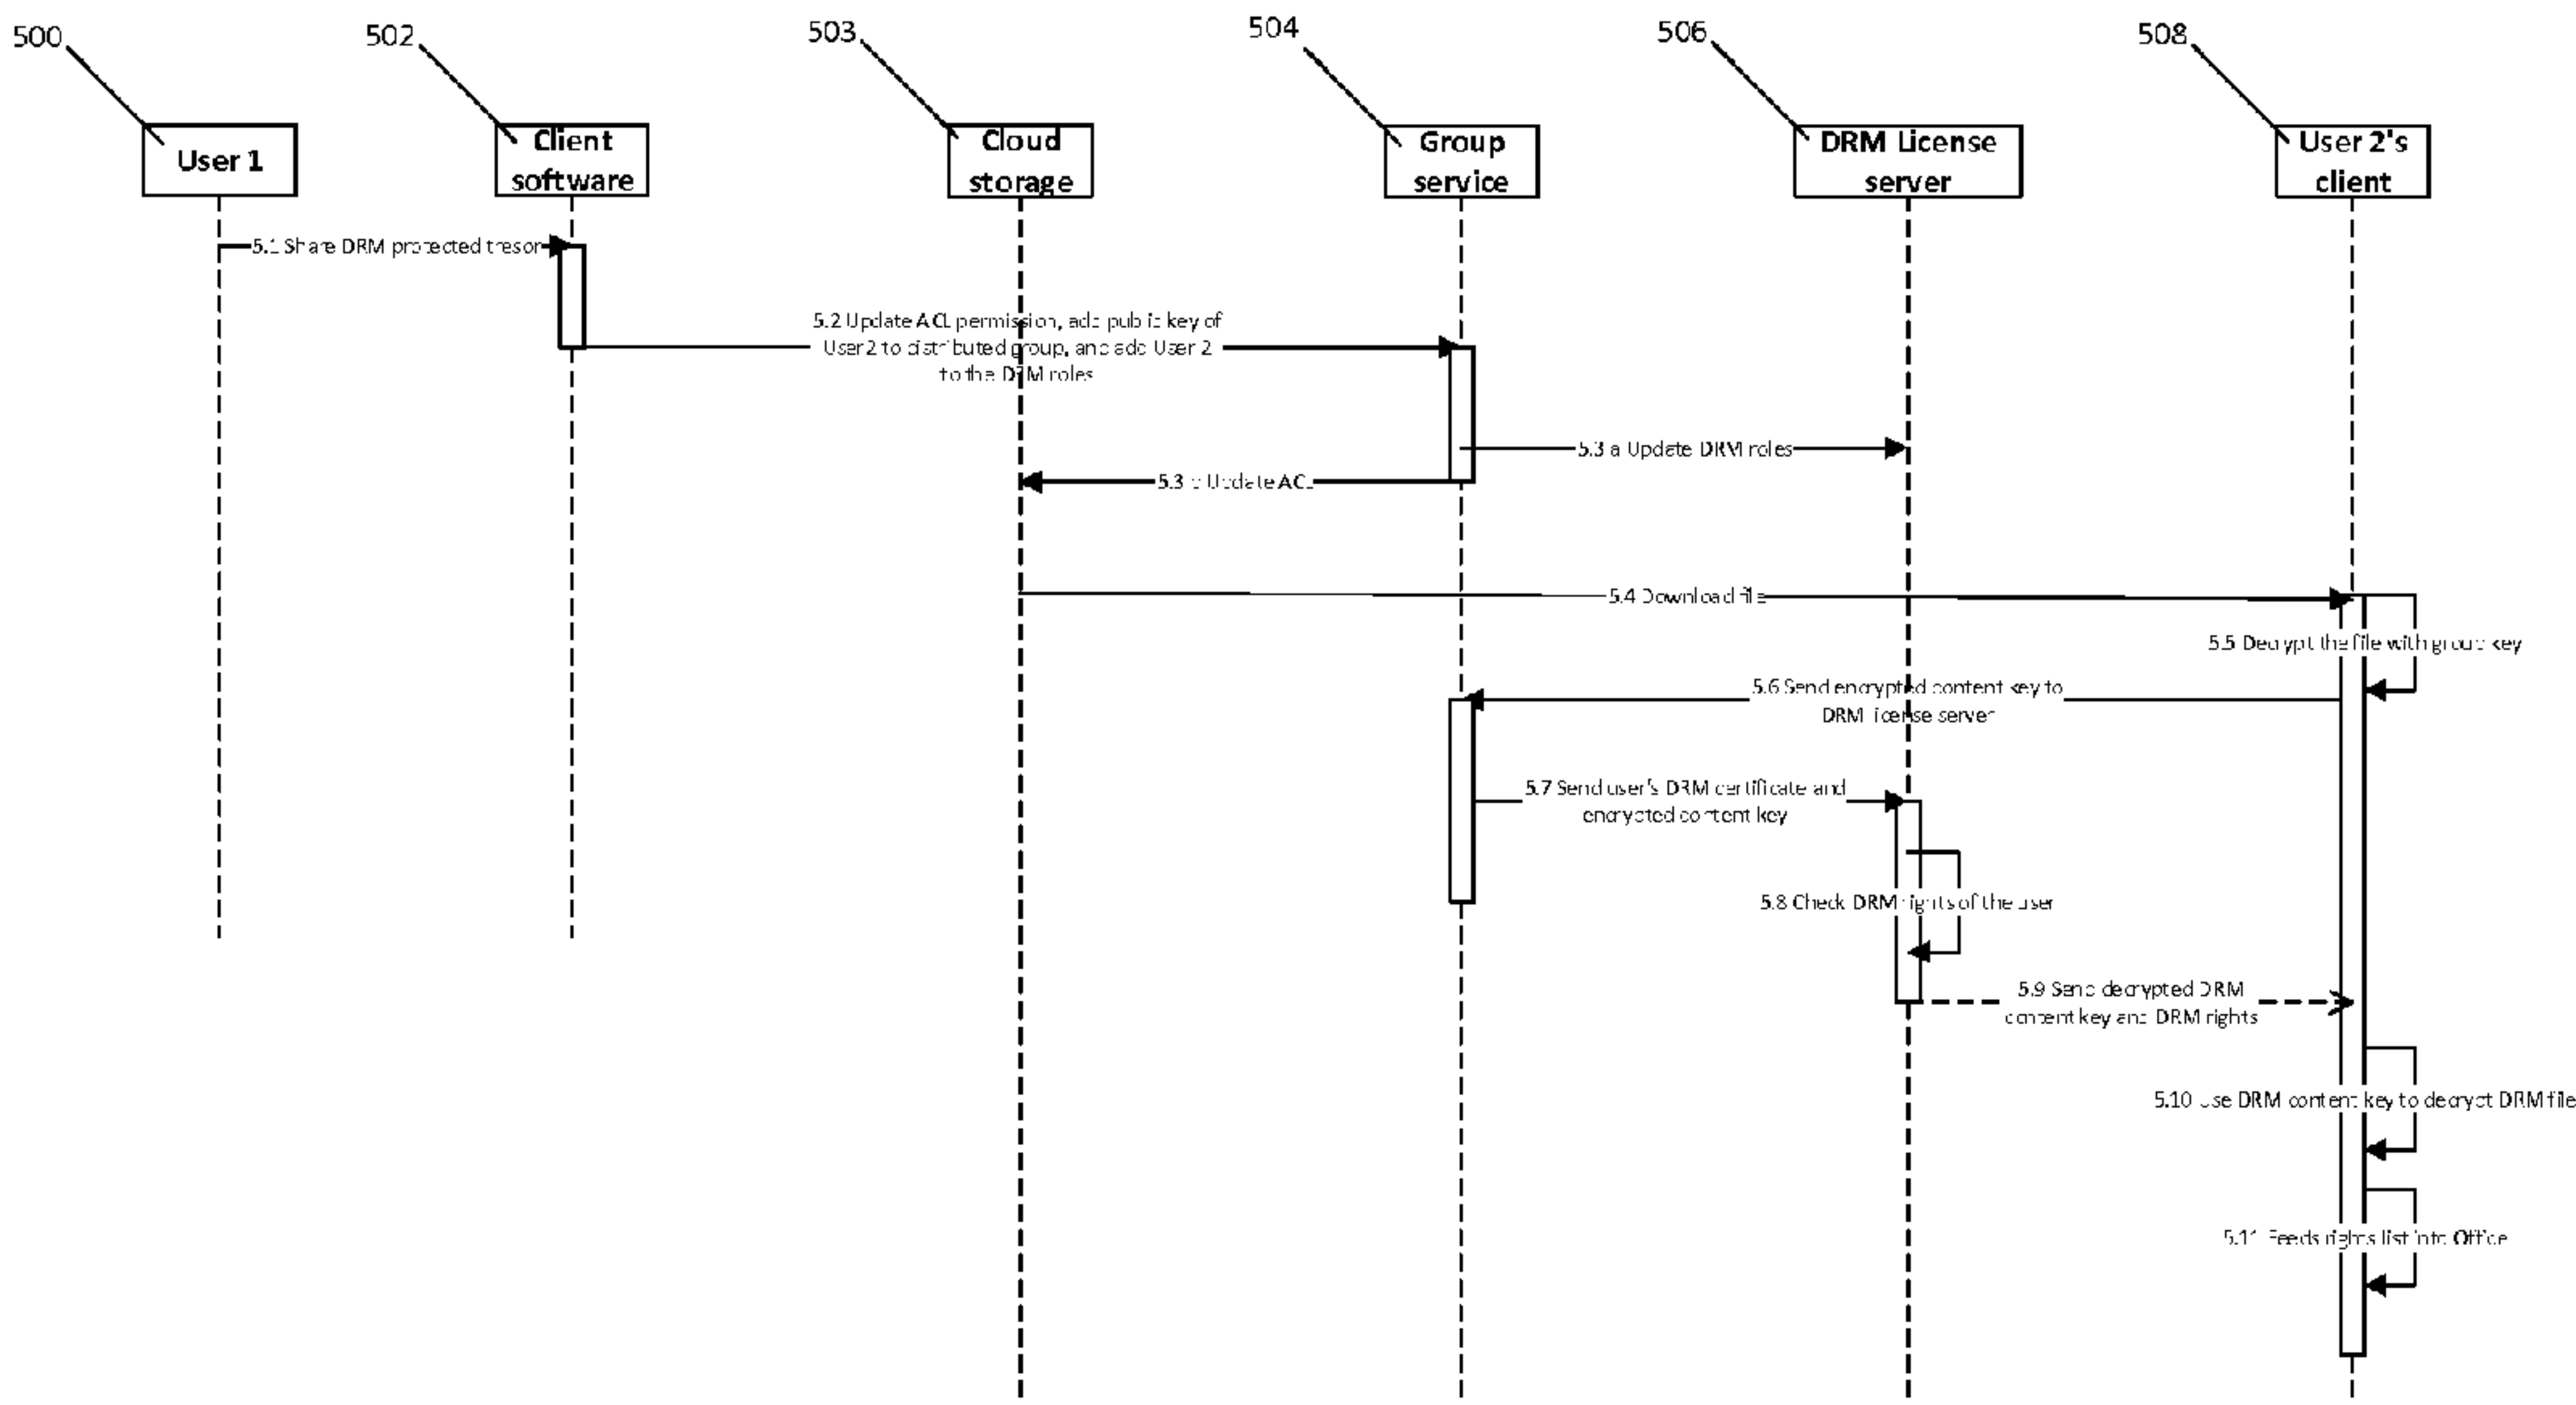 500
502
503
504
506
508
User 1
Client
software
Cloud
storage
Group
service
DRM License
server
User 2's
client
5.1 Share DRM protected tresor
5.2 Update ACL permission, add public key of
User2 to distributed group, and add User 2
to the DRM roles
5.3 a Update DRM roles
5.3 b Update ACL
5.4 Download file
5.5 Decrypt the file with group key
5.6 Send encrypted content key to
DRM license server
5.7 Send user's DRM certificate and
encrypted content key
5.8 Check DRM rights of the user
5.9 Send decrypted DRM
content key and DRM rights
5.10 Use DRM content key to decrypt DRM file
5.11 Feeds rights list into Office